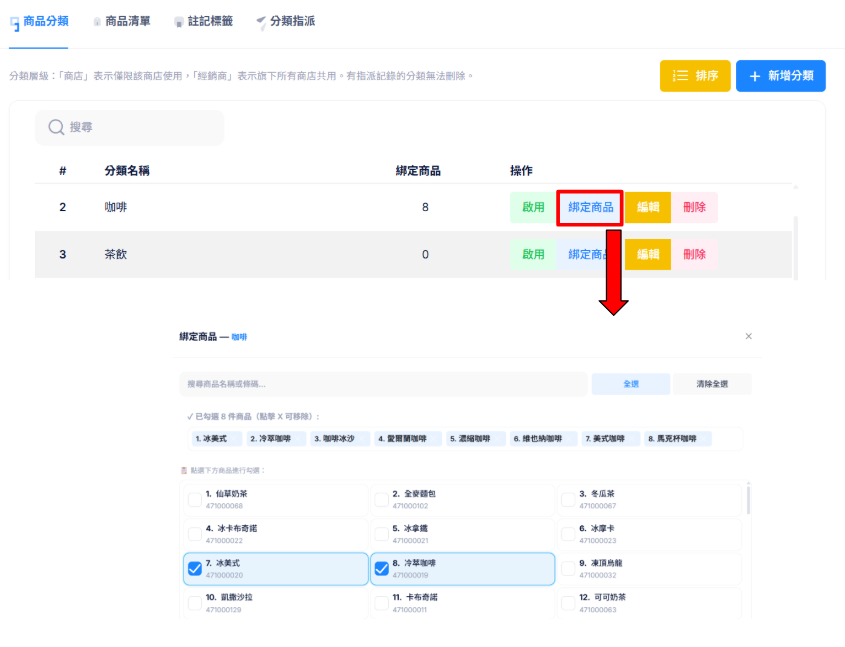 商品分類 商品清單 註記標籤 分類指派
分類層級：「商店」表示僅限該商店使用，「經銷商」表示旗下所有商店共用。有指派記錄的分類無法刪除。
排序 + 新增分類
搜尋
# 分類名稱 綁定商品 操作
2 咖啡 8 啟用 綁定商品 編輯 刪除
3 茶飲 0 啟用 綁定商 編輯 刪除
綁定商品 — 咖啡 ×
搜尋商品名稱或條碼... 全選 清除全選
✓ 已勾選 8 件商品（點擊 X 可移除）：
1. 冰美式 2. 冷萃咖啡 3. 咖啡冰沙 4. 愛爾蘭咖啡 5. 濃縮咖啡 6. 維也納咖啡 7. 美式咖啡 8. 馬克杯咖啡
點選下方商品進行勾選：
1. 仙草奶茶 2. 全麥麵包 3. 冬瓜茶
471000068 471000102 471000067
4. 冰卡布奇諾 5. 冰拿鐵 6. 冰摩卡
471000022 471000021 471000023
7. 冰美式 8. 冷萃咖啡 9. 凍頂烏龍
471000020 471000019 471000032
10. 凱撒沙拉 11. 卡布奇諾 12. 可可奶茶
471000129 471000011 471000063